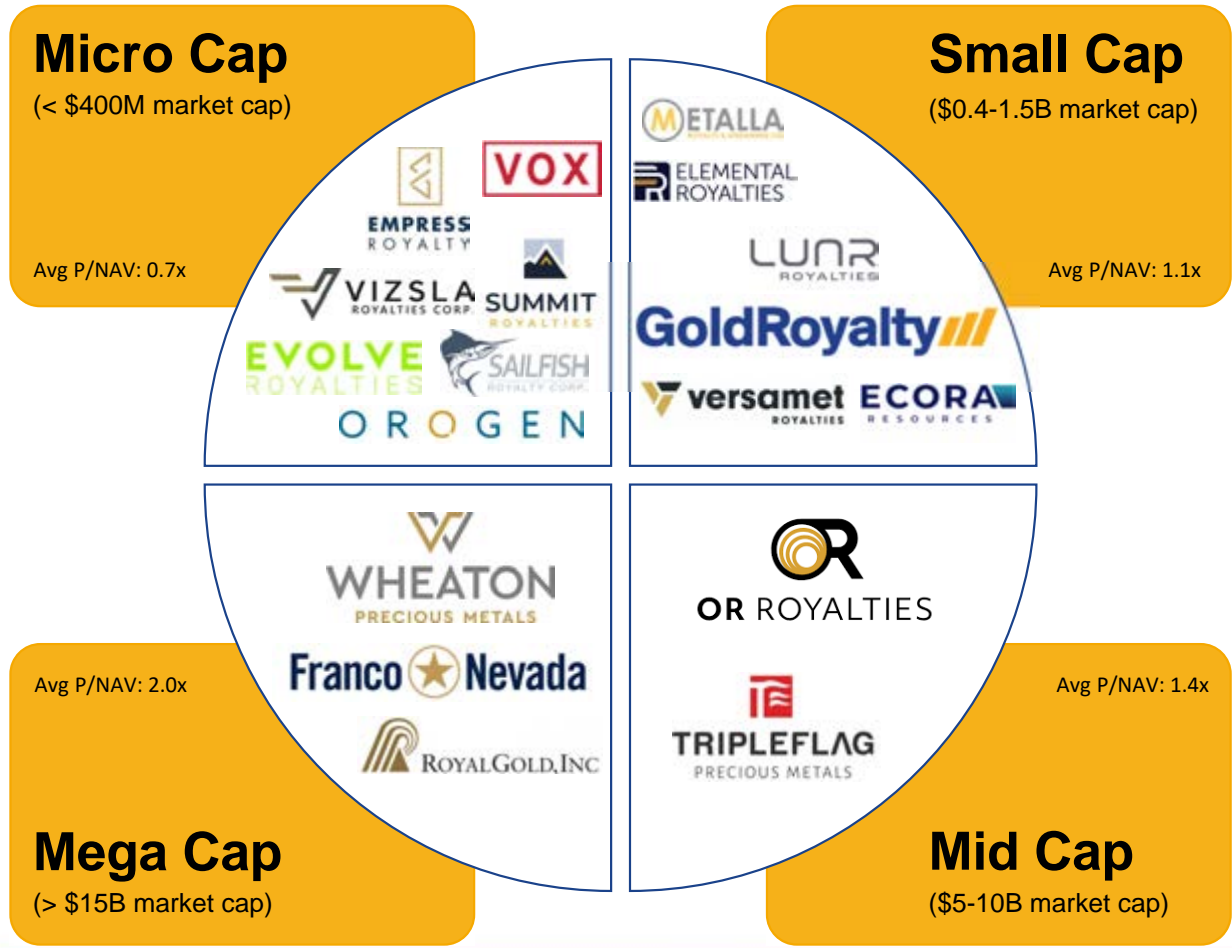 Micro Cap
(< $400M market cap)
Avg P/NAV: 0.7x
VOX
EMPRESS
ROYALTY
VIZSLA
ROYALTIES CORP.
SUMMIT
ROYALTIES
EVOLVE
ROYALTIES
SAILFISH
ROYALTY CORP.
OROGEN
Small Cap
($0.4-1.5B market cap)
Avg P/NAV: 1.1x
METALLA
ELEMENTAL
ROYALTIES
LUNR
ROYALTIES
GoldRoyalty
versamet
ROYALTIES
ECORA
RESOURCES
WHEATON
PRECIOUS METALS
Franco Nevada
ROYAL GOLD, INC
Avg P/NAV: 2.0x
Mega Cap
(> $15B market cap)
OR
OR ROYALTIES
TRIPLEFLAG
PRECIOUS METALS
Avg P/NAV: 1.4x
Mid Cap
($5-10B market cap)